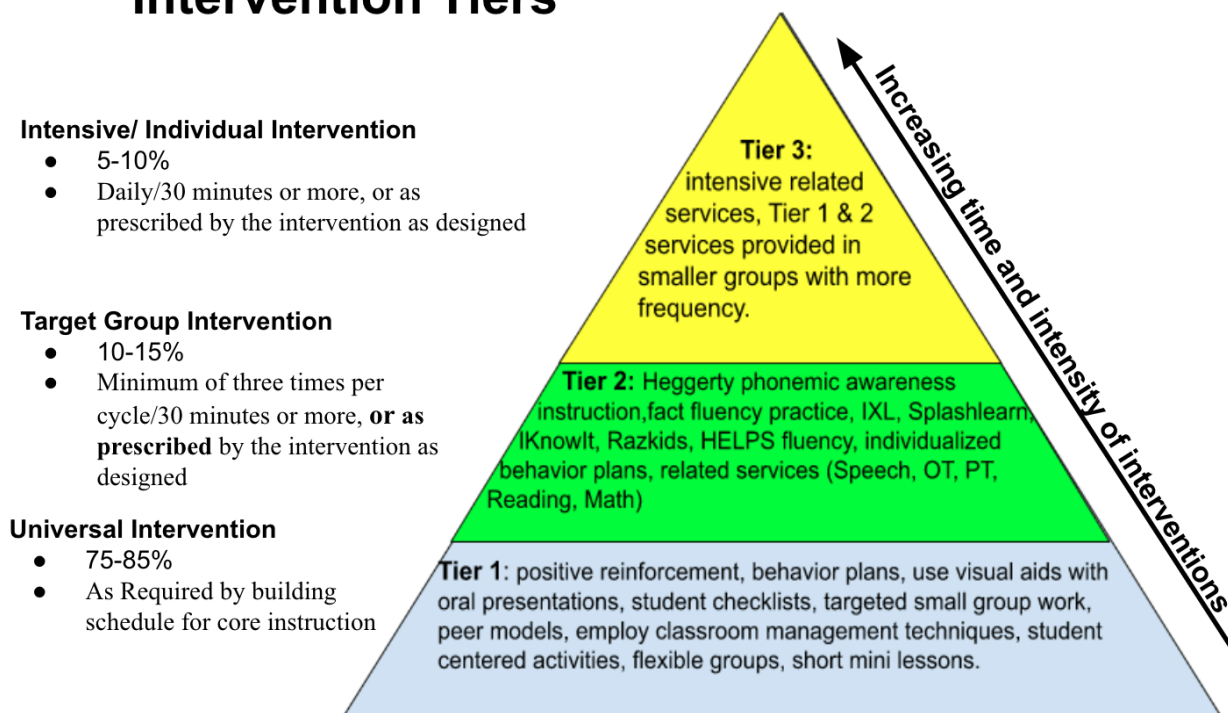 Intervention Tiers
Intensive/ Individual Intervention
● 5-10%
● Daily/30 minutes or more, or as
prescribed by the intervention as designed
Target Group Intervention
● 10-15%
● Minimum of three times per
cycle/30 minutes or more, or as
prescribed by the intervention as
designed
Universal Intervention
● 75-85%
● As Required by building
schedule for core instruction
Tier 3:
intensive related
services, Tier 1 & 2
services provided in
smaller groups with more
frequency.
Tier 2: Heggerty phonemic awareness
instruction,fact fluency practice, IXL, Splashlearn,
IKnowIt, Razkids, HELPS fluency, individualized
behavior plans, related services (Speech, OT, PT,
Reading, Math)
Tier 1: positive reinforcement, behavior plans, use visual aids with
oral presentations, student checklists, targeted small group work,
peer models, employ classroom management techniques, student
centered activities, flexible groups, short mini lessons.
Increasing time and intensity of interventions